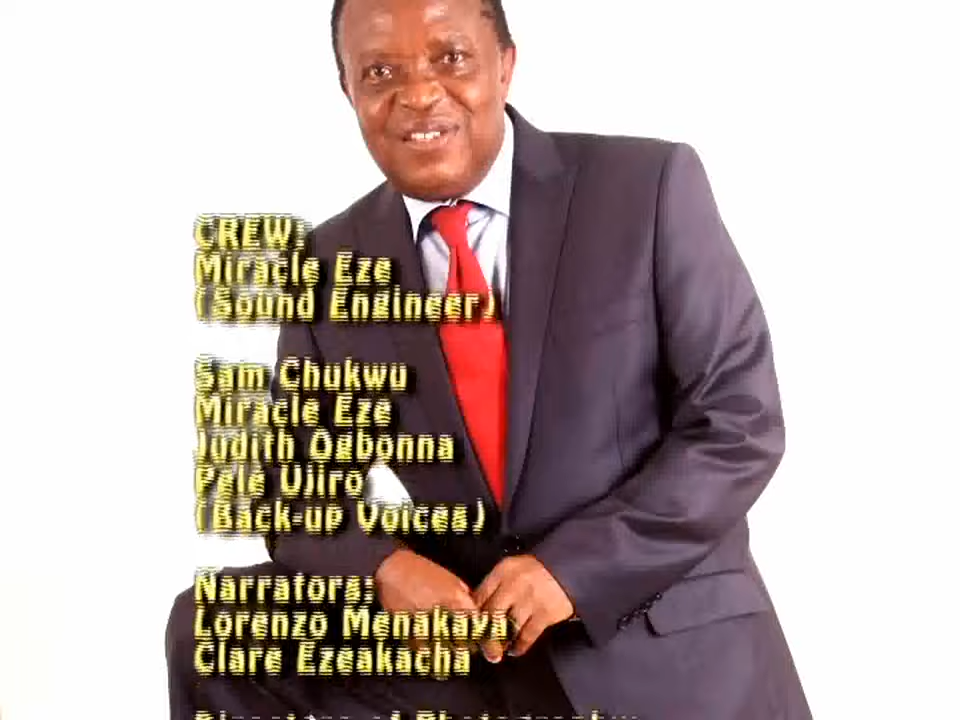 CREW:
Miracle Eze
(Sound Engineer)
Sam Chukwu
Miracle Eze
Judith Ogbonna
Pele Ujiro
(Back-up Voices)
Narrators:
Lorenzo Menakaya
Clare Ezeakacha